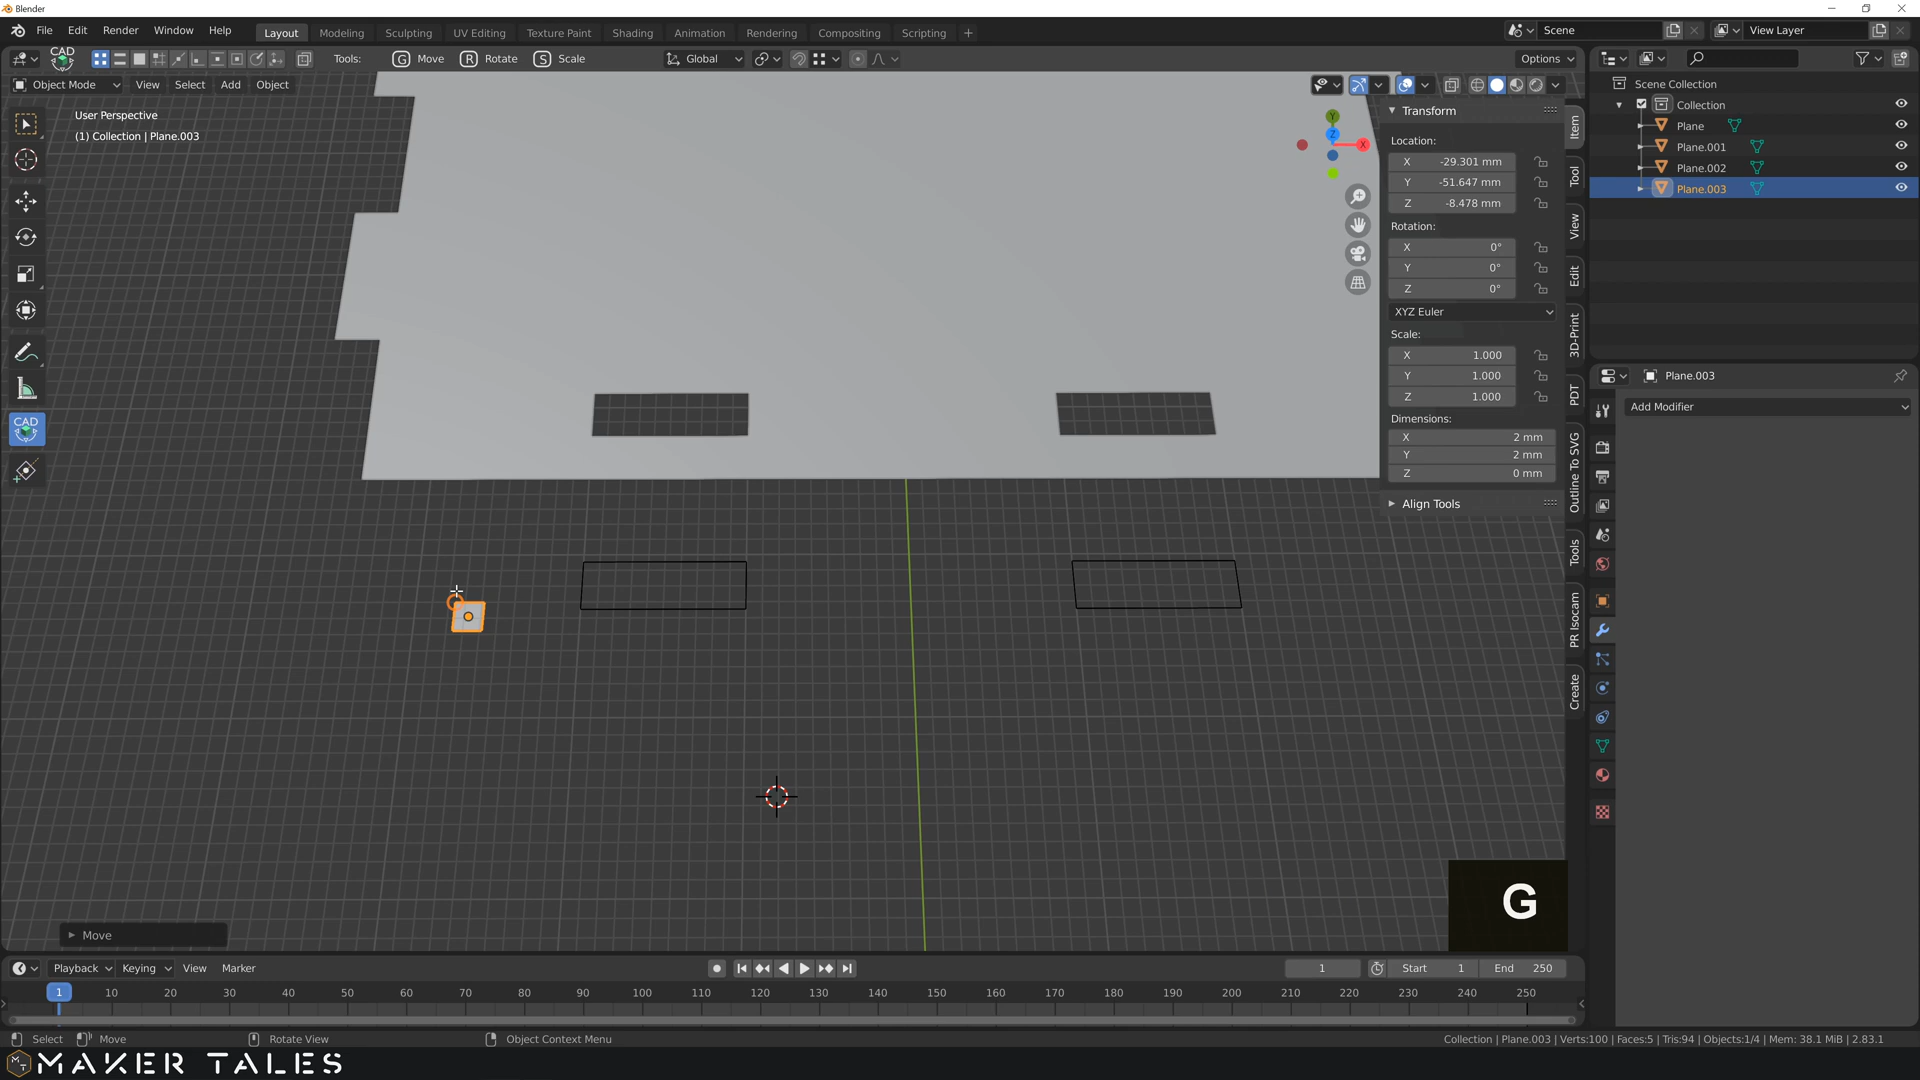 Blender
File Edit Render Window Help Layout Modeling Sculpting UV Editing Texture Paint Shading Animation Rendering Compositing Scripting + Scene View Layer
CAD Tools: G Move R Rotate S Scale Global Options
Object Mode View Select Add Object
User Perspective
(1) Collection | Plane.003
CAD
Y
Z
X
Transform
Location:
X -29.301 mm
Y -51.647 mm
Z -8.478 mm
Rotation:
X 0°
Y 0°
Z 0°
XYZ Euler
Scale:
X 1.000
Y 1.000
Z 1.000
Dimensions:
X 2 mm
Y 2 mm
Z 0 mm
Align Tools
Item
Tool
View
Edit
3D-Print
PDT
Outline To SVG
Tools
PR Isocam
Create
Scene Collection
Collection
Plane
Plane.001
Plane.002
Plane.003
Plane.003
Add Modifier
G
Move
Playback Keying View Marker 1 Start 1 End 250
1 10 20 30 40 50 60 70 80 90 100 110 120 130 140 150 160 170 180 190 200 210 220 230 240 250
Select Move Rotate View Object Context Menu Collection | Plane.003 | Verts:100 | Faces:5 | Tris:94 | Objects:1/4 | Mem: 38.1 MiB | 2.83.1
MAKER TALES